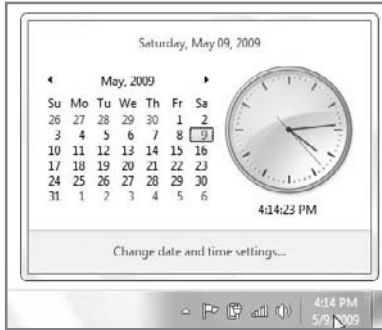 Saturday, May 09, 2009
May, 2009
Su Mo Tu We Th Fr Sa
26 27 28 29 30 1 2
3 4 5 6 7 8 9
10 11 12 13 14 15 16
17 18 19 20 21 22 23
24 25 26 27 28 29 30
31 1 2 3 4 5 6
4:14:23 PM
Change date and time settings...
4:14 PM
5/9/2009